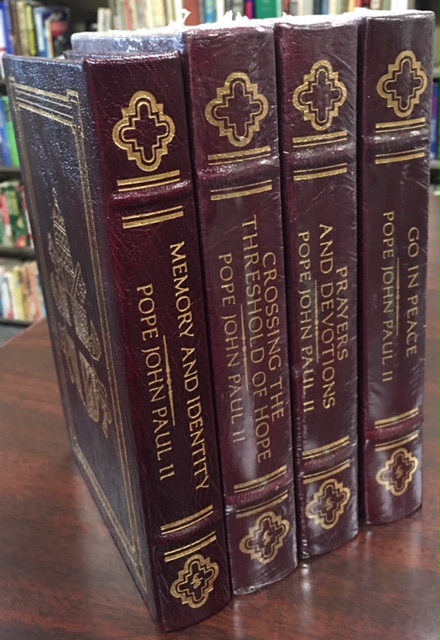 MEMORY AND IDENTITY
POPE JOHN PAUL II
CROSSING THE
THRESHOLD OF HOPE
POPE JOHN PAUL II
PRAYERS
AND DEVOTIONS
POPE JOHN PAUL II
GO IN PEACE
POPE JOHN PAUL II